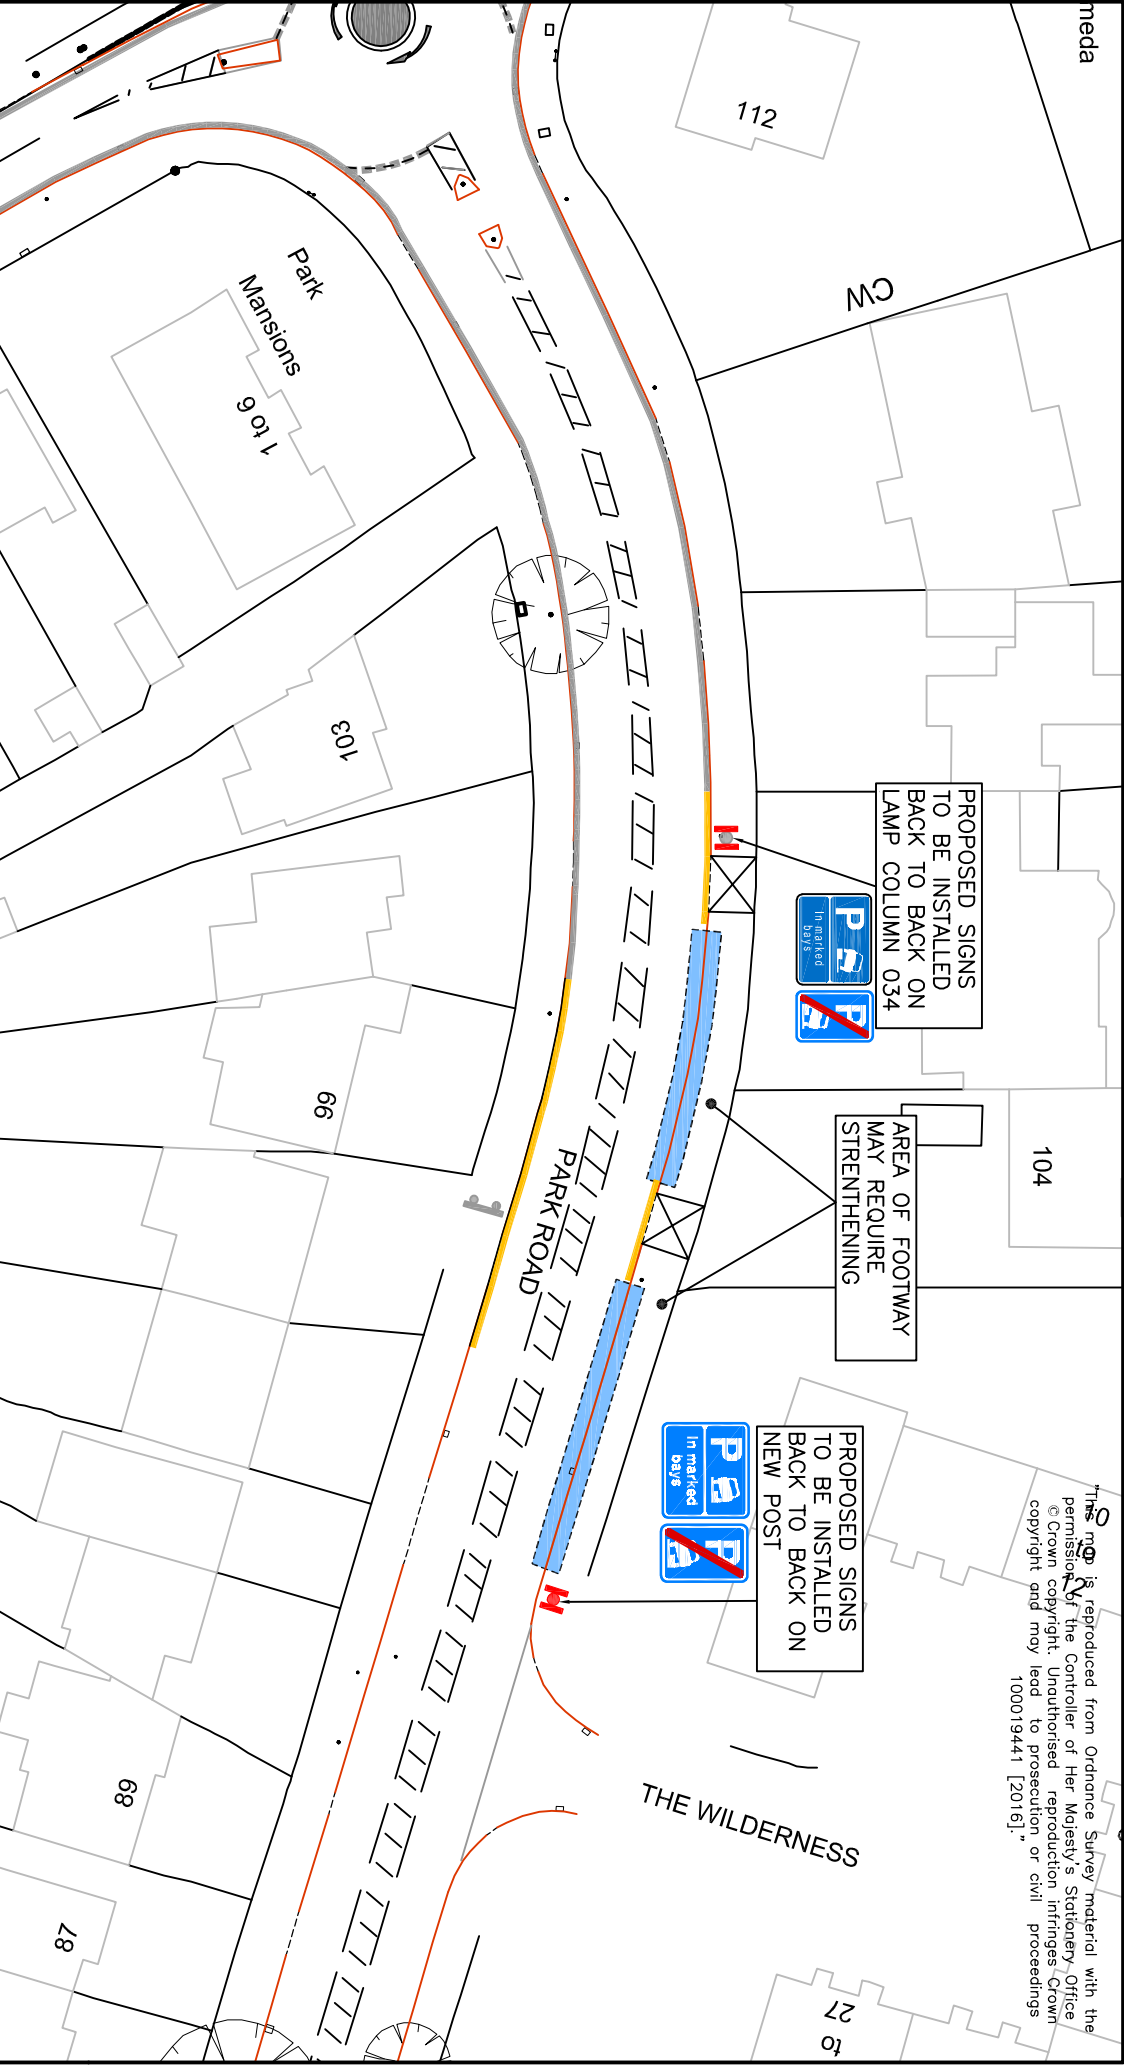 meda
112
CW
Park
Mansions
1 to 6
103
PROPOSED SIGNS
TO BE INSTALLED
BACK TO BACK ON
LAMP COLUMN 034
P
In marked
bays
P
99
104
AREA OF FOOTWAY
MAY REQUIRE
STRENTHENING
PARK ROAD
PROPOSED SIGNS
TO BE INSTALLED
BACK TO BACK ON
NEW POST
P
In marked
bays
P
to
12
"This map is reproduced from Ordnance Survey material with the
permission of the Controller of Her Majesty's Stationery Office
© Crown copyright. Unauthorised reproduction infringes Crown
copyright and may lead to prosecution or civil proceedings
100019441 [2016]."
THE WILDERNESS
89
87
27
to